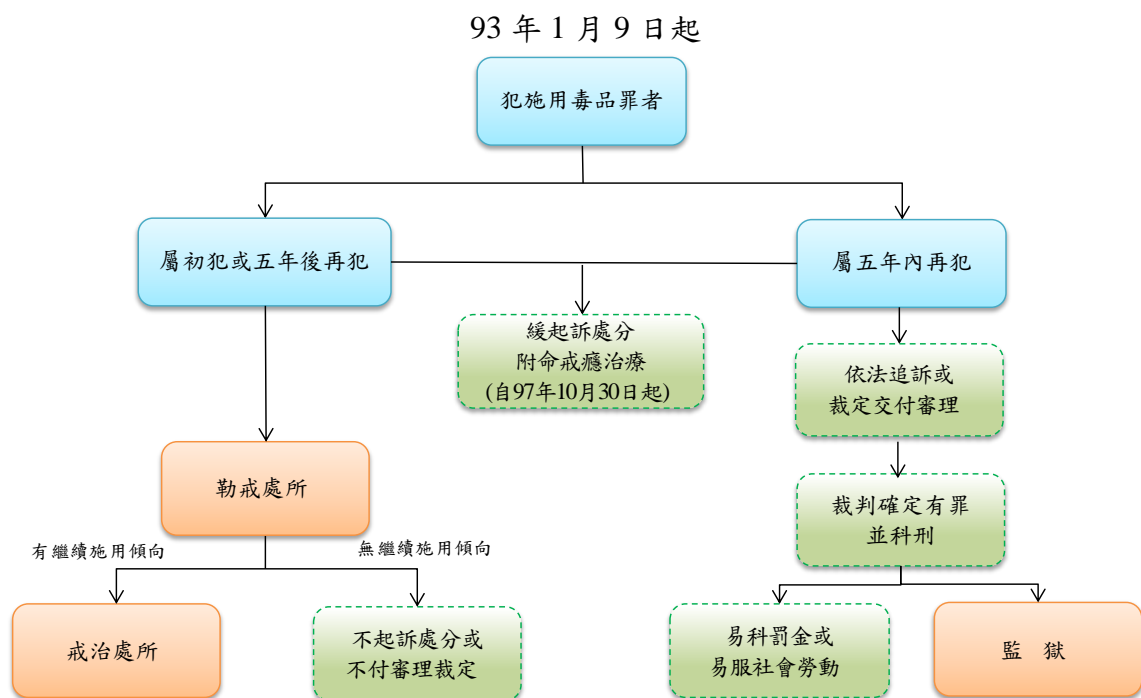 93 年 1 月 9 日起
犯施用毒品罪者
屬初犯或五年後再犯
屬五年內再犯
緩起訴處分
附命戒癮治療
(自97年10月30日起)
依法追訴或
裁定交付審理
勒戒處所
裁判確定有罪
並科刑
有繼續施用傾向
無繼續施用傾向
戒治處所
不起訴處分或
不付審理裁定
易科罰金或
易服社會勞動
監 獄